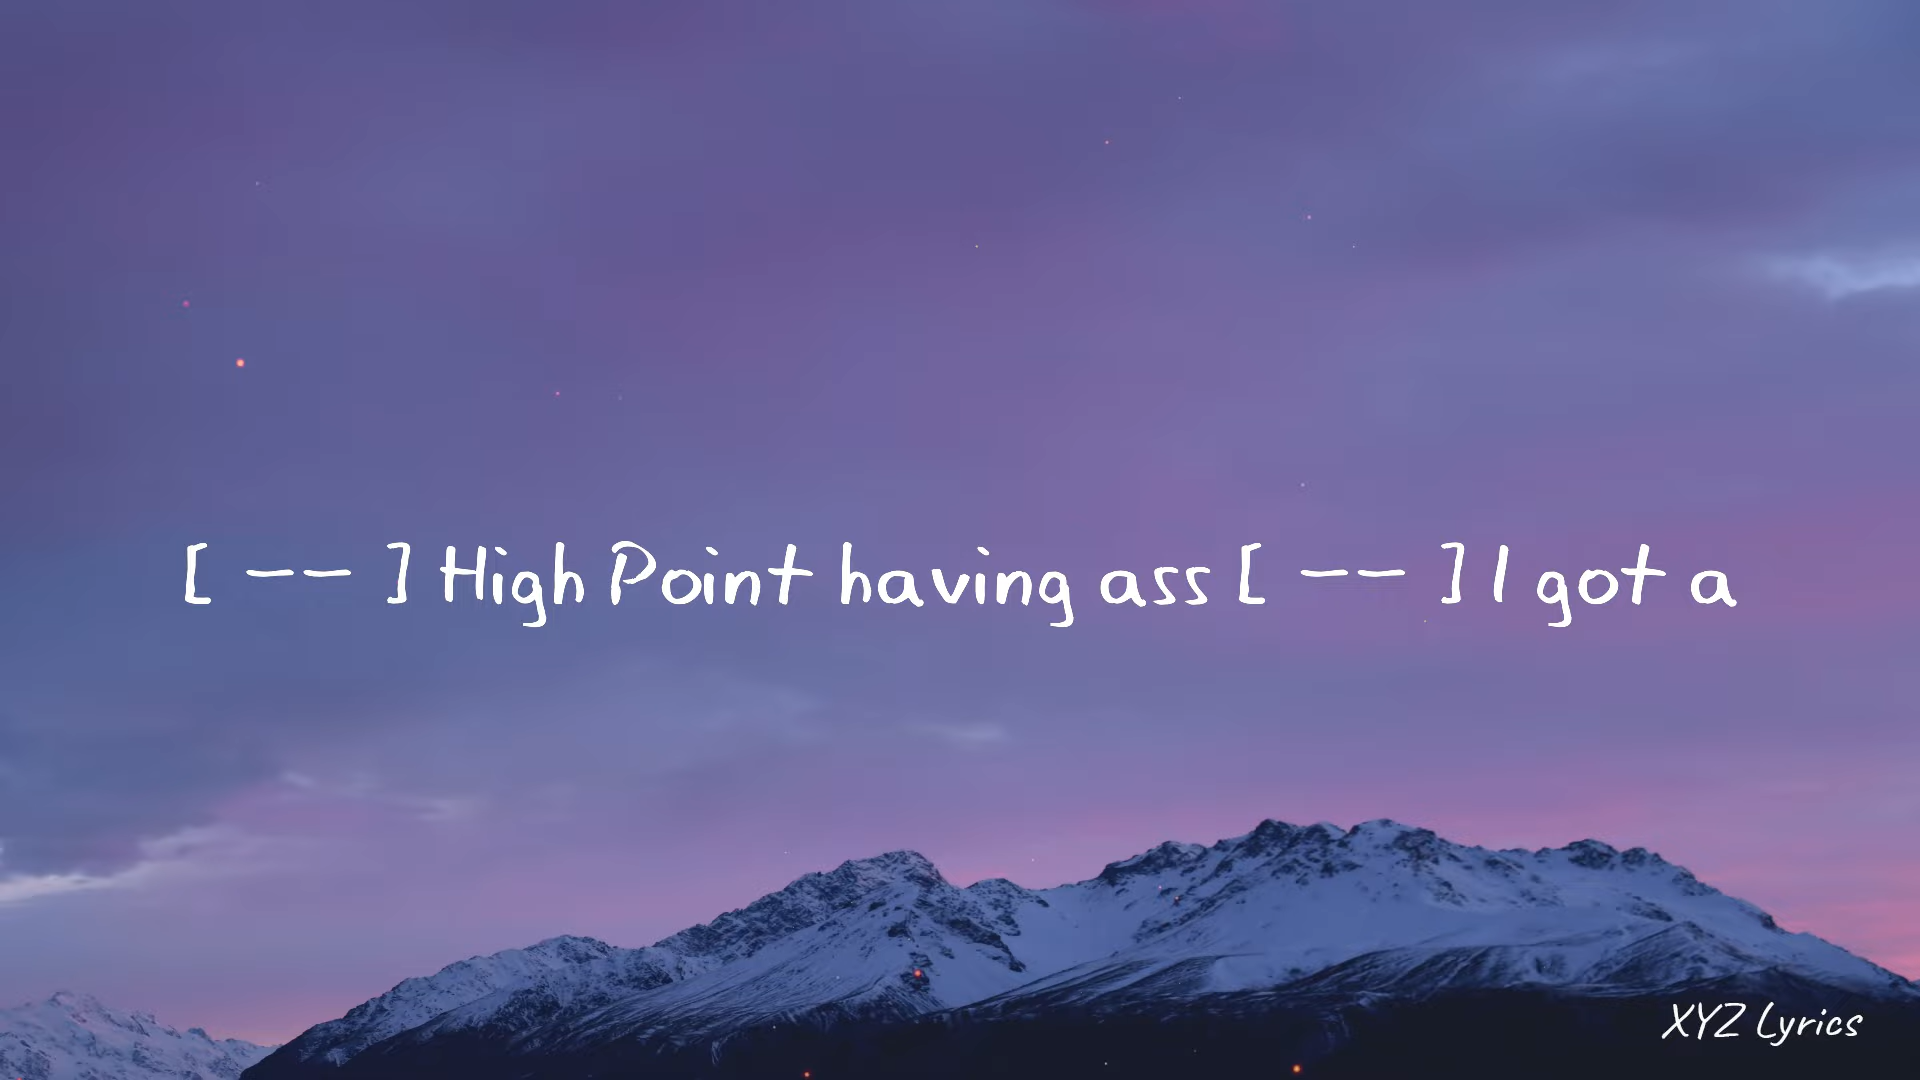 [ -- ] High Point having ass [ -- ] I got a
XYZ Lyrics